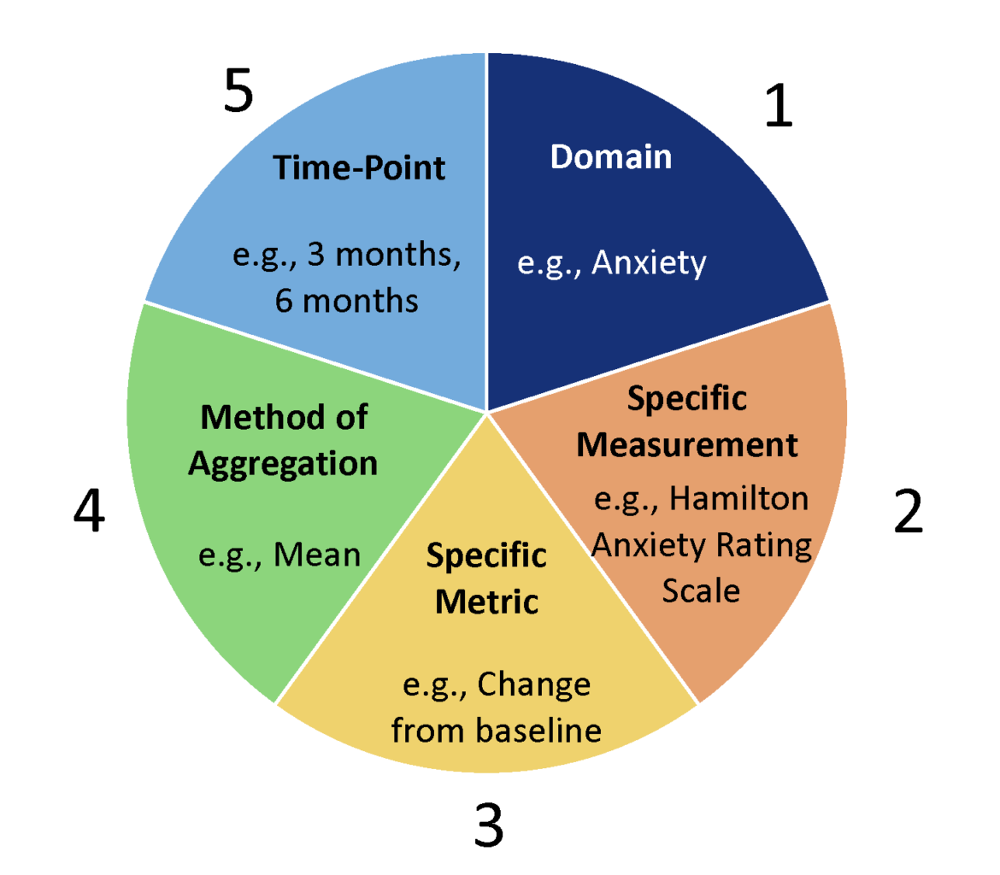 1
Domain
e.g., Anxiety
2
Specific
Measurement
e.g., Hamilton
Anxiety Rating
Scale
3
Specific
Metric
e.g., Change
from baseline
4
Method of
Aggregation
e.g., Mean
5
Time-Point
e.g., 3 months,
6 months